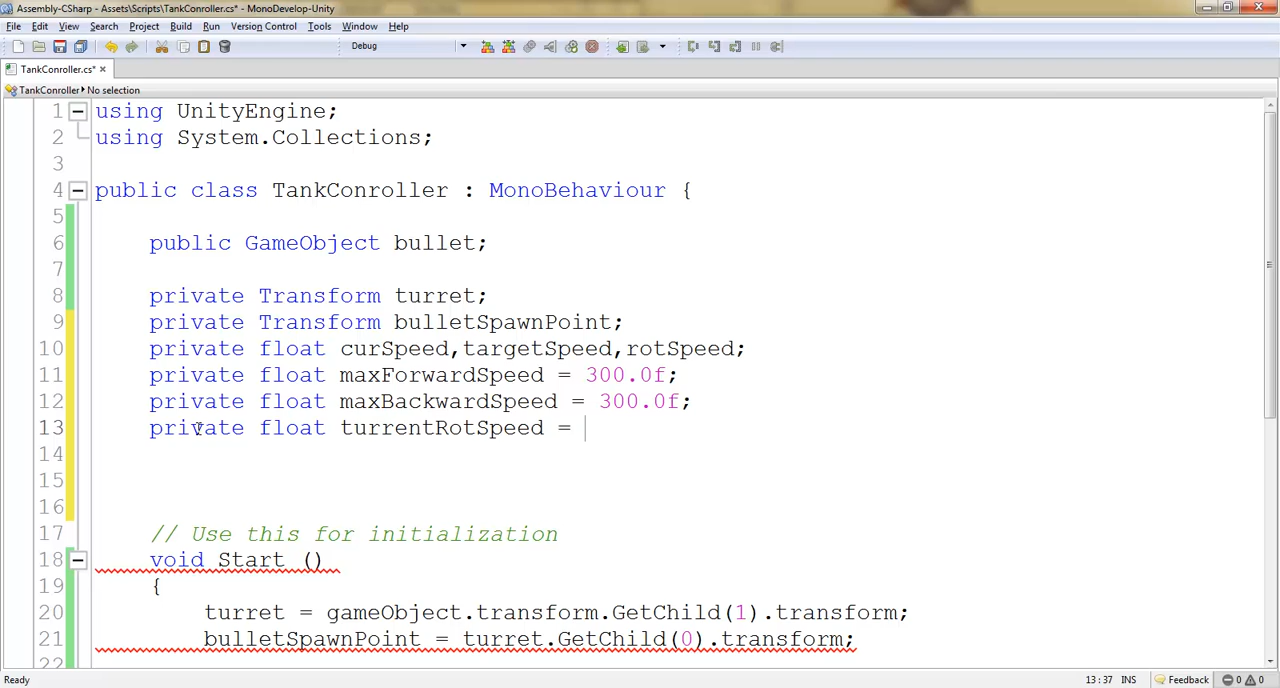 Assembly-CSharp - Assets\Scripts\TankConroller.cs* - MonoDevelop-Unity
File Edit View Search Project Build Run Version Control Tools Window Help
Debug
TankConroller.cs*
TankConroller No selection
1 using UnityEngine;
2 using System.Collections;
3
4 public class TankConroller : MonoBehaviour {
5
6 public GameObject bullet;
7
8 private Transform turret;
9 private Transform bulletSpawnPoint;
10 private float curSpeed,targetSpeed,rotSpeed;
11 private float maxForwardSpeed = 300.0f;
12 private float maxBackwardSpeed = 300.0f;
13 private float turrentRotSpeed =
14
15
16
17 // Use this for initialization
18 void Start ()
19 {
20 turret = gameObject.transform.GetChild(1).transform;
21 bulletSpawnPoint = turret.GetChild(0).transform;
22
Ready 13 : 37 INS Feedback 0 0